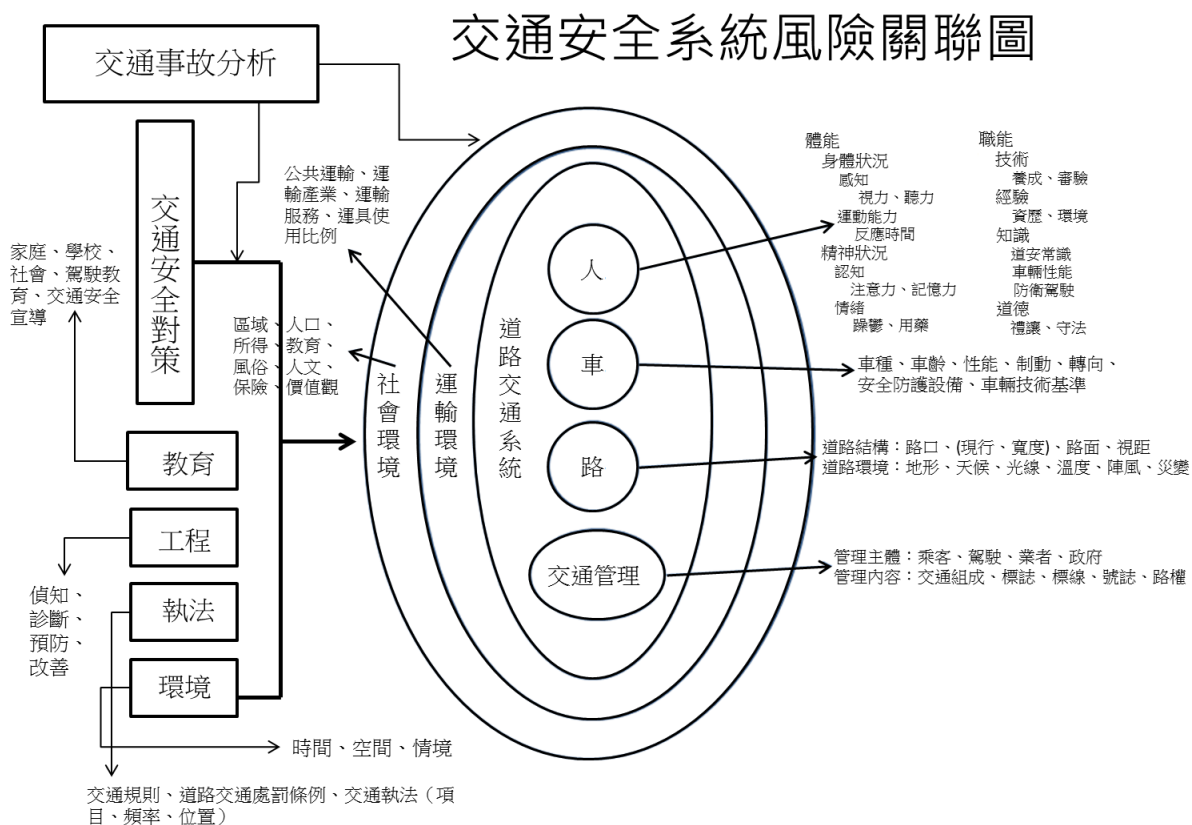 交通安全系統風險關聯圖
交通事故分析
交通安全對策
家庭、學校、
社會、駕駛教
育、交通安全
宣導
教育
工程
偵知、
診斷、
預防、
改善
執法
環境
時間、空間、情境
交通規則、道路交通處罰條例、交通執法（項
目、頻率、位置）
公共運輸、運
輸產業、運輸
服務、運具使
用比例
區域、人口、
所得、教育、
風俗、人文、
保險、價值觀
社會環境
運輸環境
道路交通系統
人
車
路
交通管理
體能
身體狀況
感知
視力、聽力
運動能力
反應時間
精神狀況
認知
注意力、記憶力
情緒
躁鬱、用藥
職能
技術
養成、審驗
經驗
資歷、環境
知識
道安常識
車輛性能
防衛駕駛
道德
禮讓、守法
車種、車齡、性能、制動、轉向、
安全防護設備、車輛技術基準
道路結構：路口、(現行、寬度)、路面、視距
道路環境：地形、天候、光線、溫度、陣風、災變
管理主體：乘客、駕駛、業者、政府
管理內容：交通組成、標誌、標線、號誌、路權